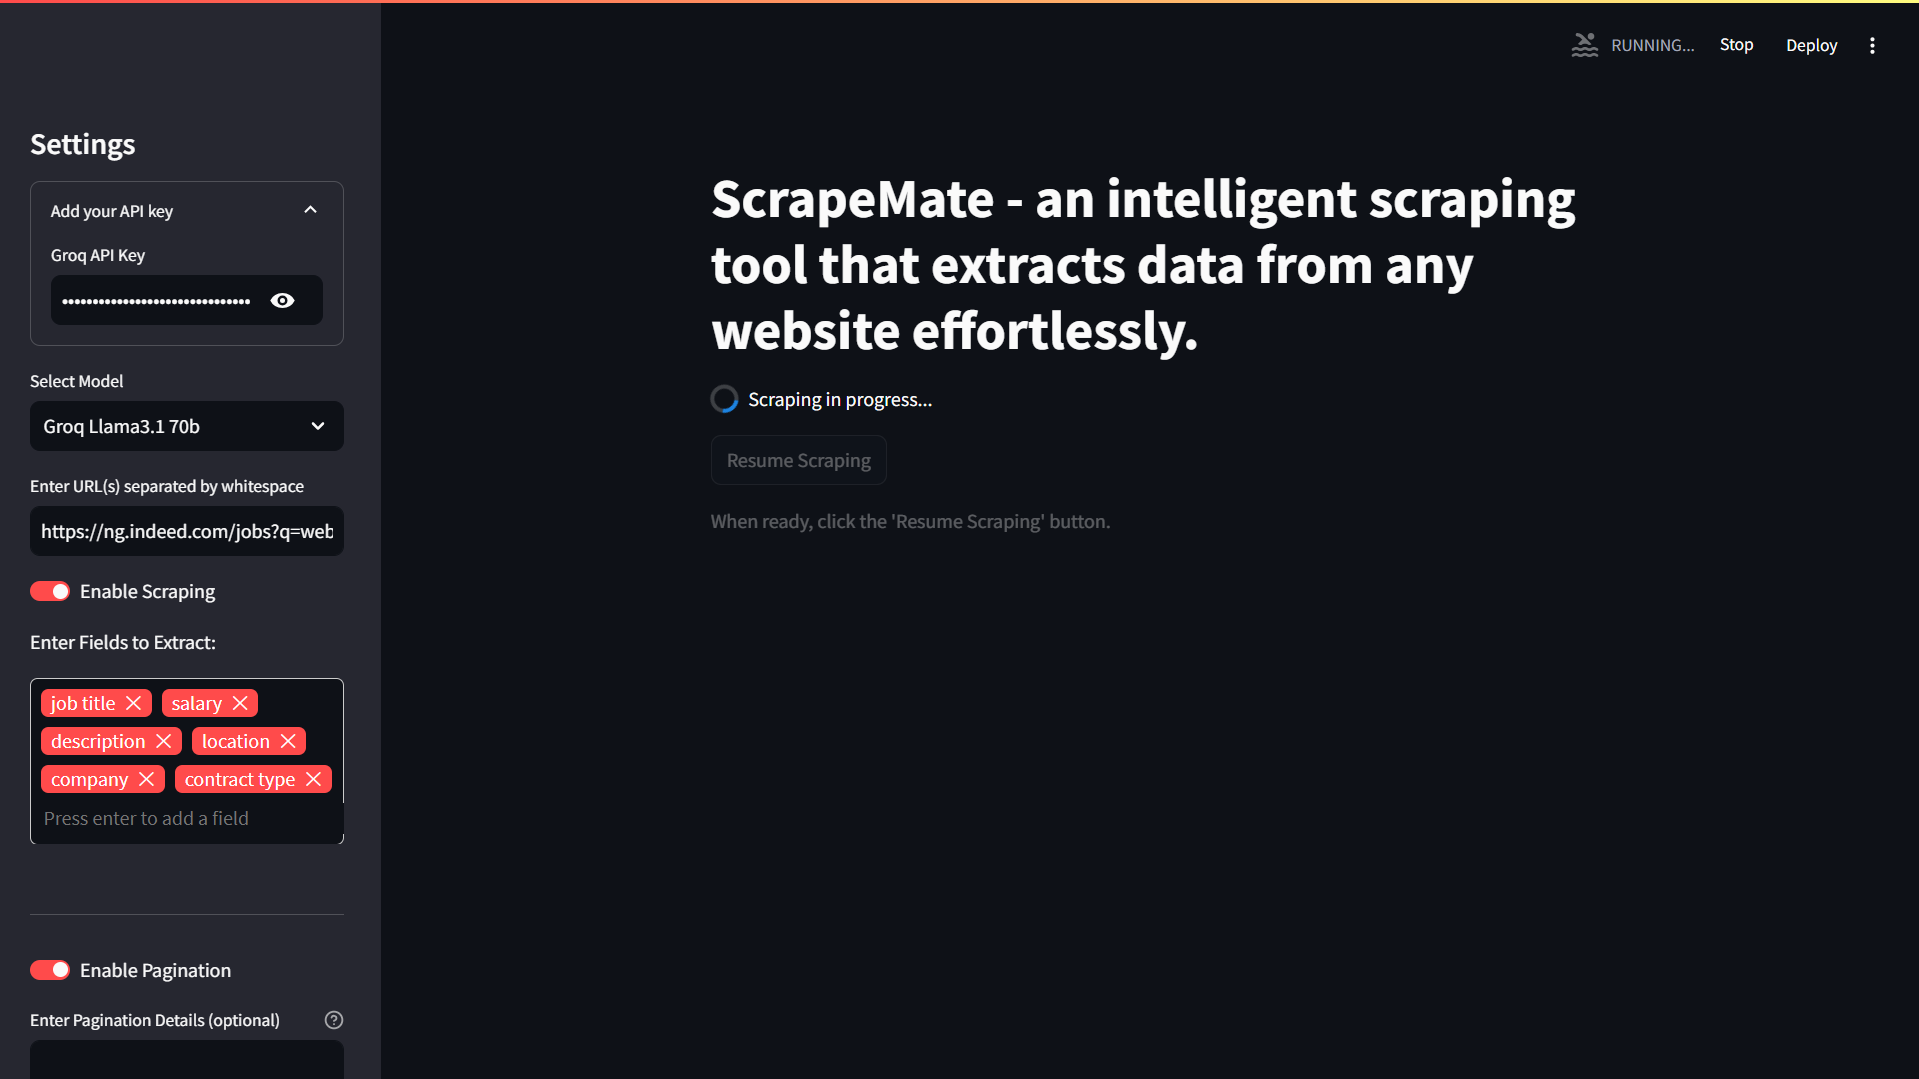 RUNNING...
Stop
Deploy
Settings
Add your API key
Groq API Key
Select Model
Groq Llama3.1 70b
Enter URL(s) separated by whitespace
https://ng.indeed.com/jobs?q=web
Enable Scraping
Enter Fields to Extract:
job title salary
description location
company contract type
Press enter to add a field
Enable Pagination
Enter Pagination Details (optional)
ScrapeMate - an intelligent scraping
tool that extracts data from any
website effortlessly.
Scraping in progress...
Resume Scraping
When ready, click the 'Resume Scraping' button.